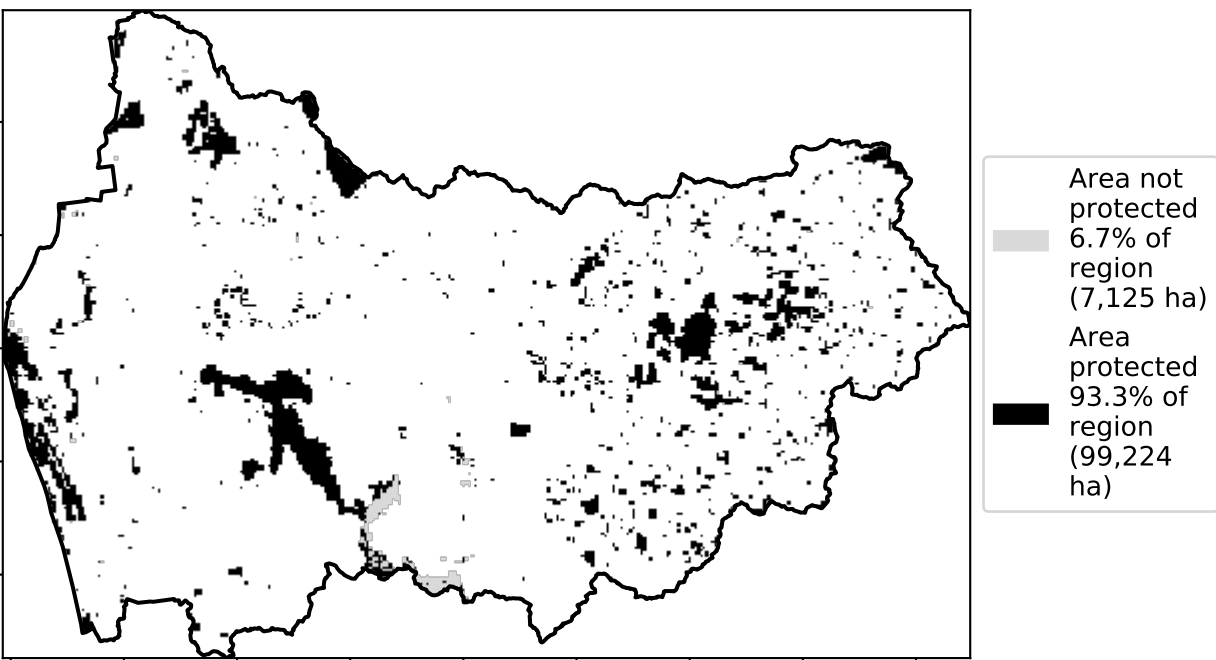 Area not
protected
6.7% of
region
(7,125 ha)
Area
protected
93.3% of
region
(99,224
ha)